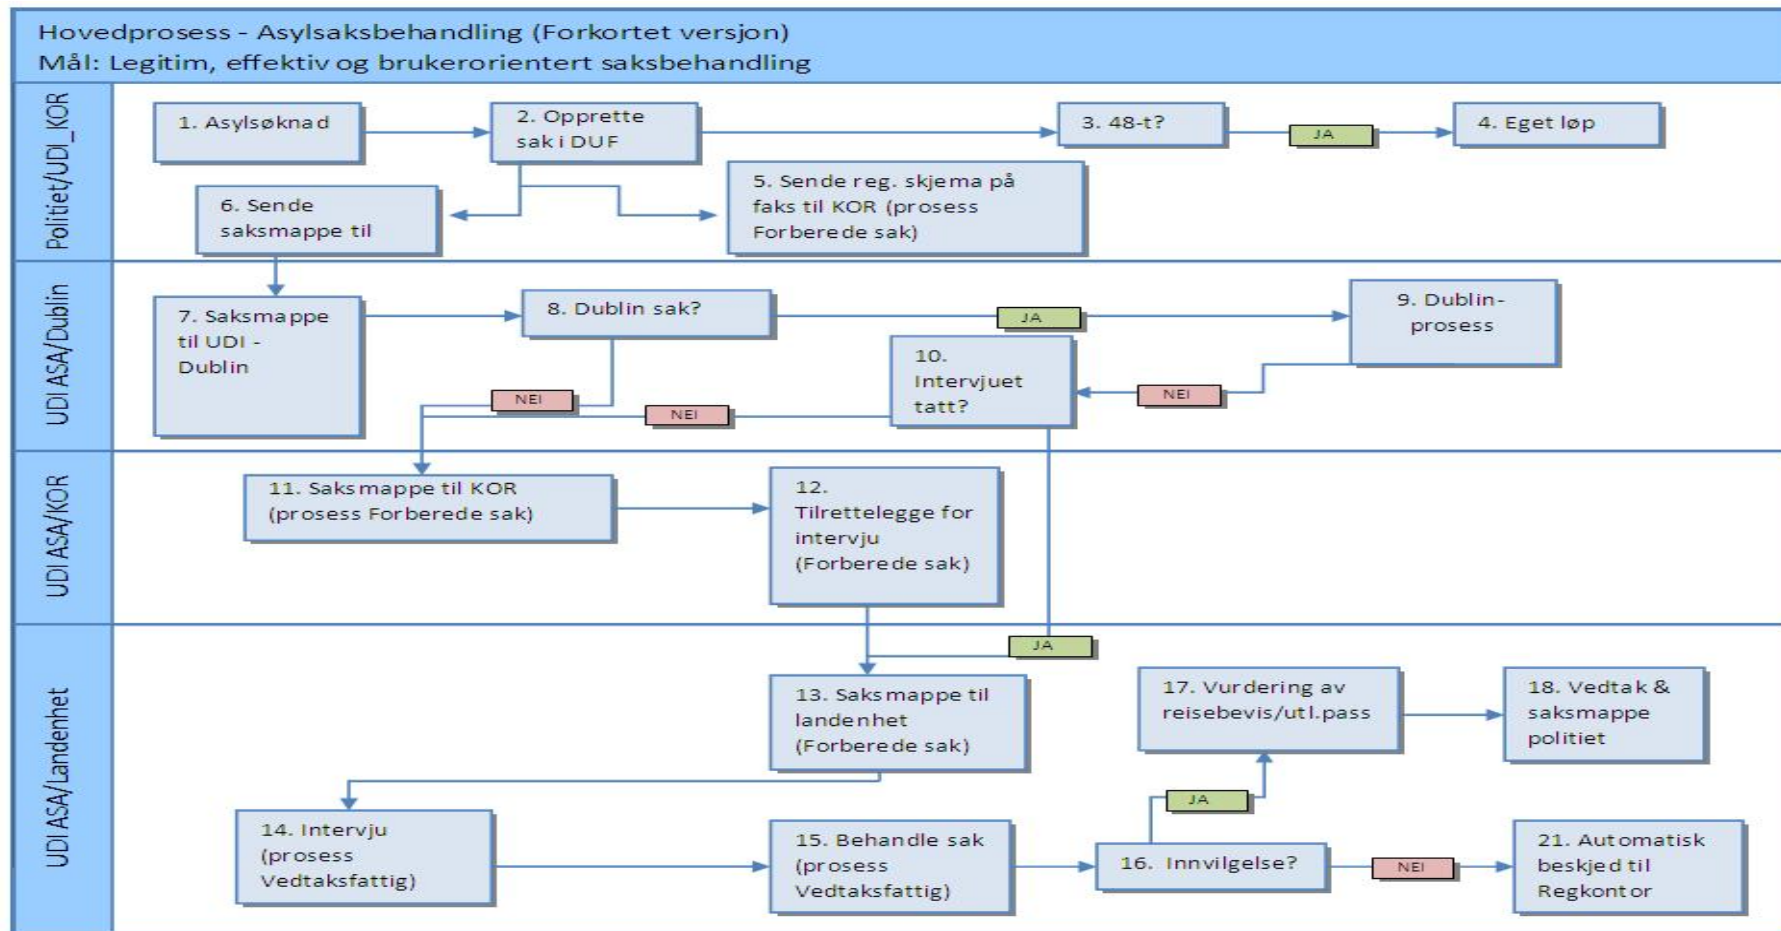 Hovedprosess - Asylsaksbehandling (Forkortet versjon)
Mål: Legitim, effektiv og brukerorientert saksbehandling
Politiet/UDI_KOR
1. Asylsøknad
2. Opprette
sak i DUF
3. 48-t?
JA
4. Eget løp
6. Sende
saksmappe til
5. Sende reg. skjema på
faks til KOR (prosess
Forberede sak)
UDI ASA/Dublin
7. Saksmappe
til UDI -
Dublin
8. Dublin sak?
JA
9. Dublin-
prosess
10.
Intervjuet
tatt?
NEI
NEI
NEI
UDI ASA/KOR
11. Saksmappe til KOR
(prosess Forberede sak)
12.
Tilrettelegge for
intervju
(Forberede sak)
UDI ASA/Landenhet
JA
13. Saksmappe til
landenhet
(Forberede sak)
17. Vurdering av
reisebevis/utl.pass
18. Vedtak &
saksmappe
politiet
JA
14. Intervju
(prosess
Vedtaksfattig)
15. Behandle sak
(prosess
Vedtaksfattig)
16. Innvilgelse?
NEI
21. Automatisk
beskjed til
Regkontor